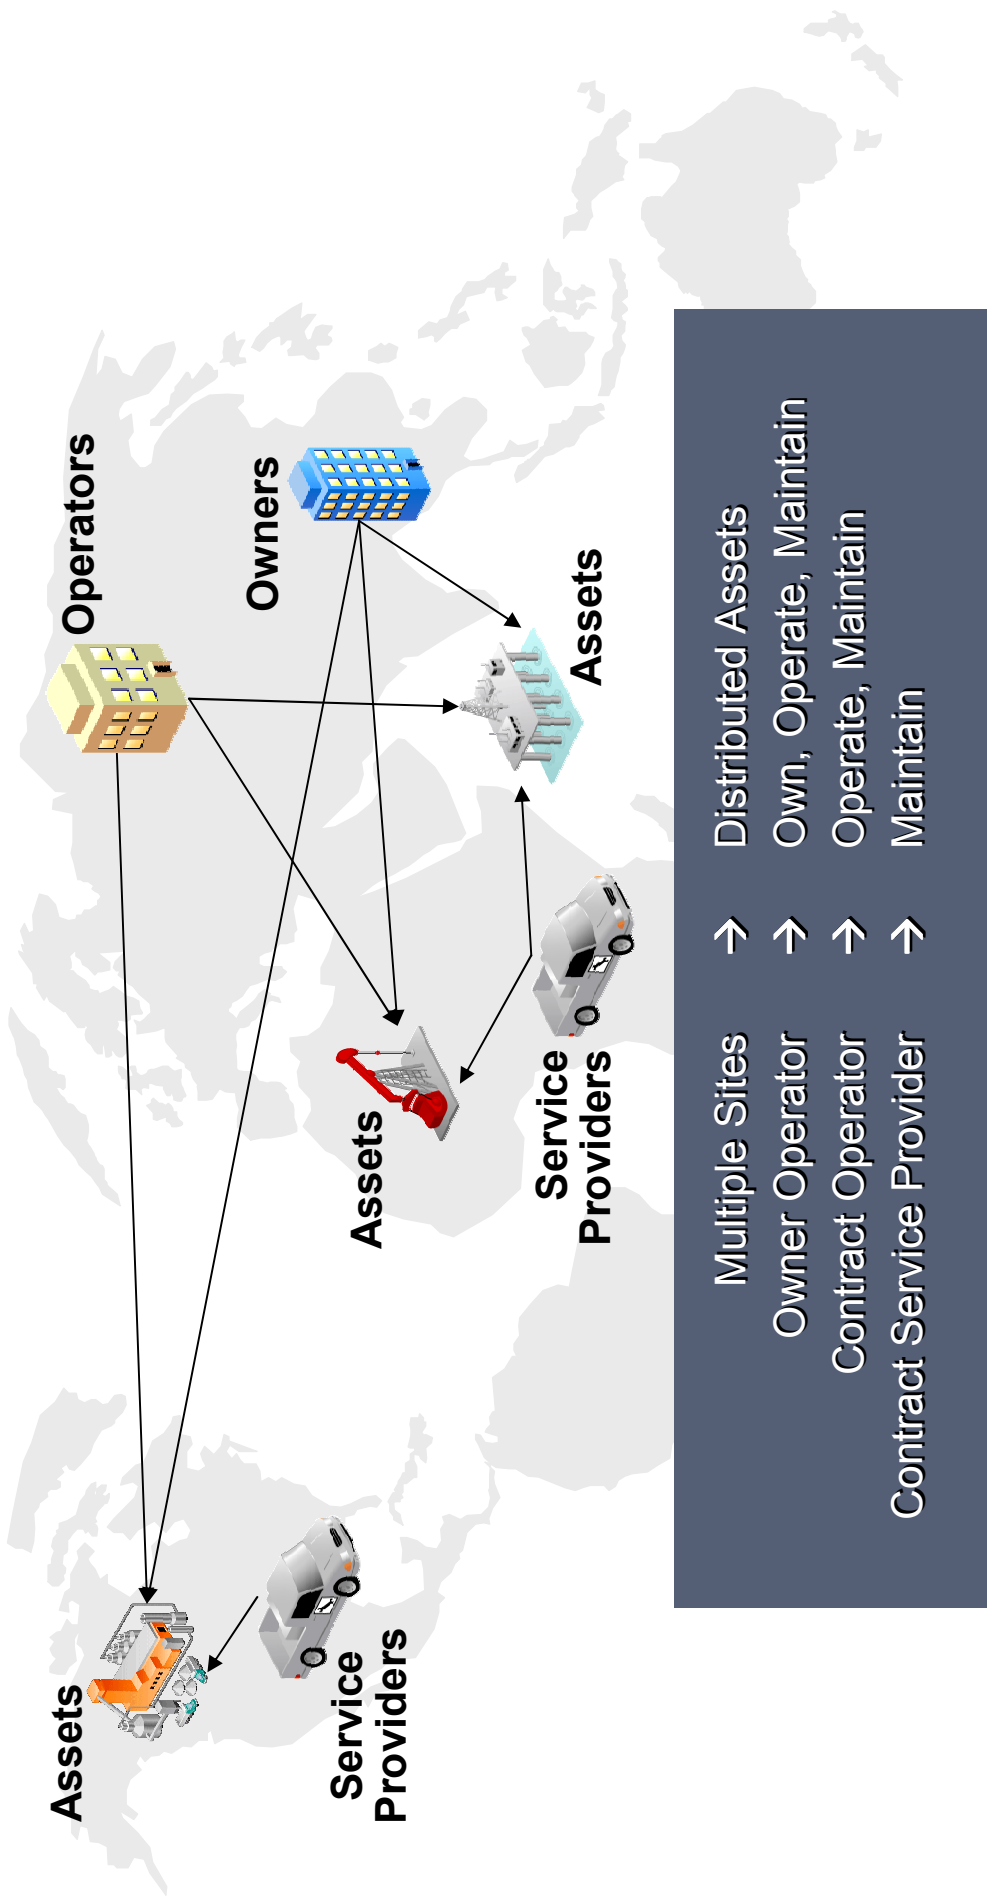 Operators
Assets
Owners
Service
Providers
Assets
Assets
Service
Providers
Multiple Sites → Distributed Assets
Owner Operator → Own, Operate, Maintain
Contract Operator → Operate, Maintain
Contract Service Provider → Maintain